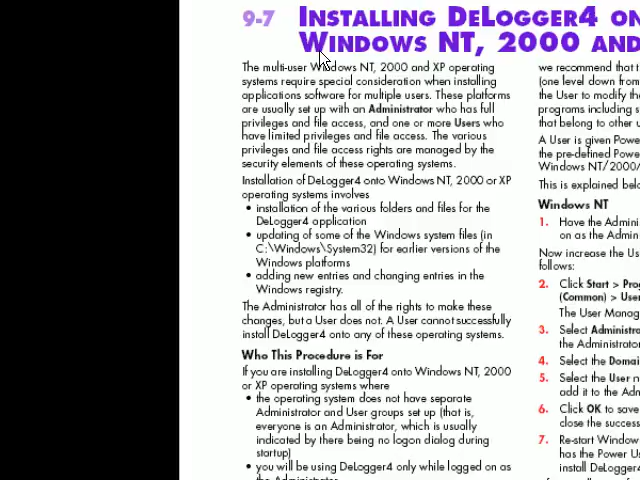 9-7 INSTALLING DELOGGER4 ON
WINDOWS NT, 2000 AND
The multi-user Windows NT, 2000 and XP operating
systems require special consideration when installing
applications software for multiple users. These platforms
are usually set up with an Administrator who has full
privileges and file access, and one or more Users who
have limited privileges and file access. The various
privileges and file access rights are managed by the
security elements of these operating systems.
Installation of DeLogger4 onto Windows NT, 2000 or XP
operating systems involves
• installation of the various folders and files for the
DeLogger4 application
• updating of some of the Windows system files (in
C:\Windows\System32) for earlier versions of the
Windows platforms
• adding new entries and changing entries in the
Windows registry.
The Administrator has all of the rights to make these
changes, but a User does not. A User cannot successfully
install DeLogger4 onto any of these operating systems.
Who This Procedure is For
If you are installing DeLogger4 onto Windows NT, 2000
or XP operating systems where
• the operating system does not have separate
Administrator and User groups set up (that is,
everyone is an Administrator, which is usually
indicated by there being no logon dialog during
startup)
• you will be using DeLogger4 only while logged on as
the Administrator
we recommend that t
(one level down from
the User to modify the
programs including s
that belong to other u
A User is given Powe
the pre-defined Powe
Windows NT/2000/
This is explained belo
Windows NT
1. Have the Admini
on as the Admin
Now increase the Us
follows:
2. Click Start > Prog
(Common) > User
The User Manag
3. Select Administra
the Administrator
4. Select the Domai
5. Select the User n
add it to the Adm
6. Click OK to save
close the success
7. Re-start Window
has the Power U
install DeLogger4